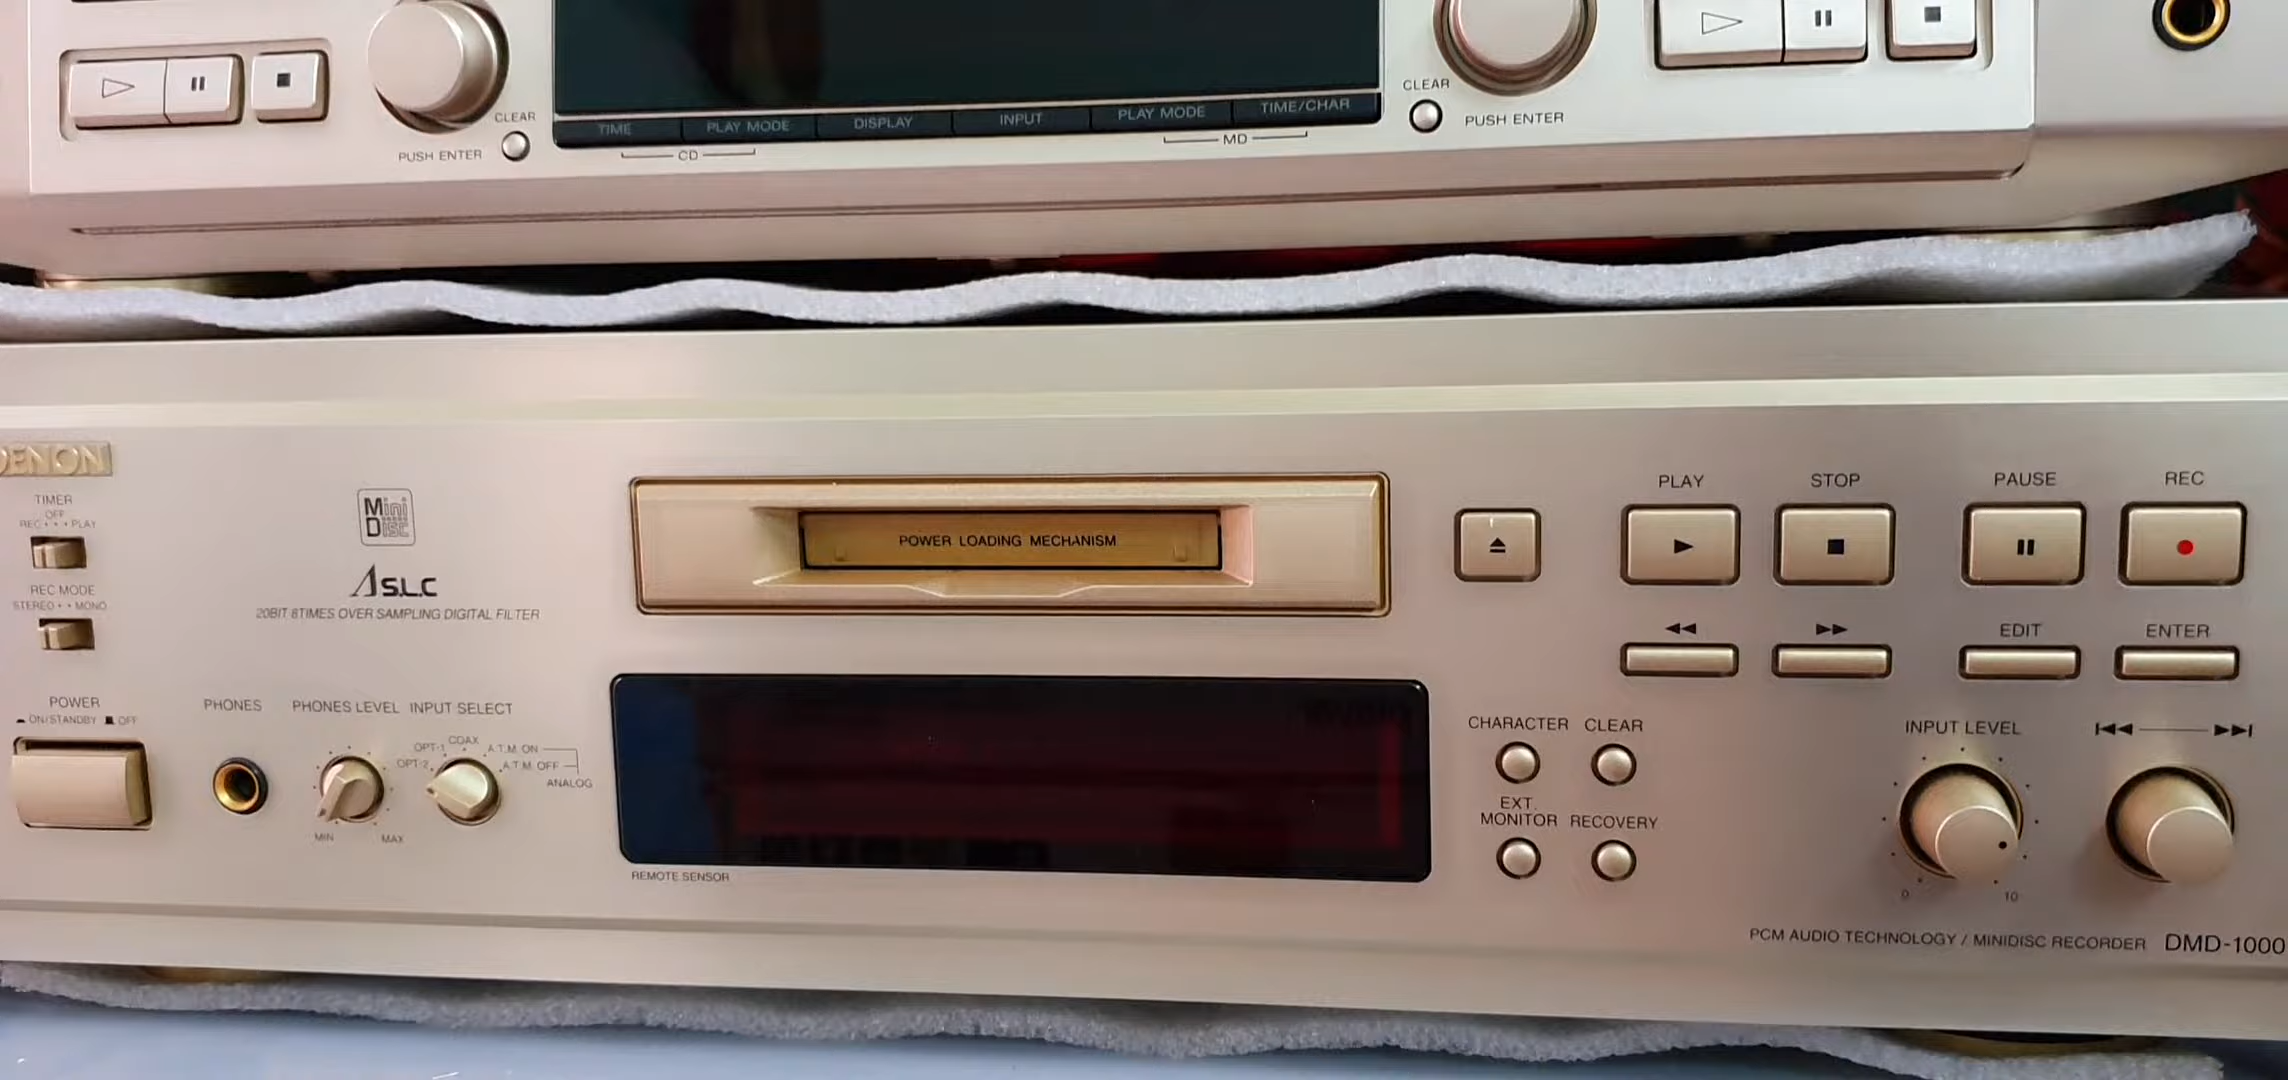 CLEAR
PUSH ENTER
TIME
PLAY MODE
DISPLAY
INPUT
PLAY MODE
TIME/CHAR
CD
MD
CLEAR
PUSH ENTER
DENON
TIMER
OFF
REC • • • PLAY
REC MODE
STEREO • • MONO
POWER
ON/STANDBY OFF
Mini
Disc
A S.L.C
20BIT 8TIMES OVER SAMPLING DIGITAL FILTER
PHONES
PHONES LEVEL
MIN
MAX
INPUT SELECT
OPT-2
OPT-1
COAX
A.T.M. ON
A.T.M. OFF
ANALOG
POWER LOADING MECHANISM
REMOTE SENSOR
PLAY
STOP
PAUSE
REC
EDIT
ENTER
CHARACTER
CLEAR
EXT.
MONITOR
RECOVERY
INPUT LEVEL
0
10
PCM AUDIO TECHNOLOGY / MINIDISC RECORDER DMD-1000